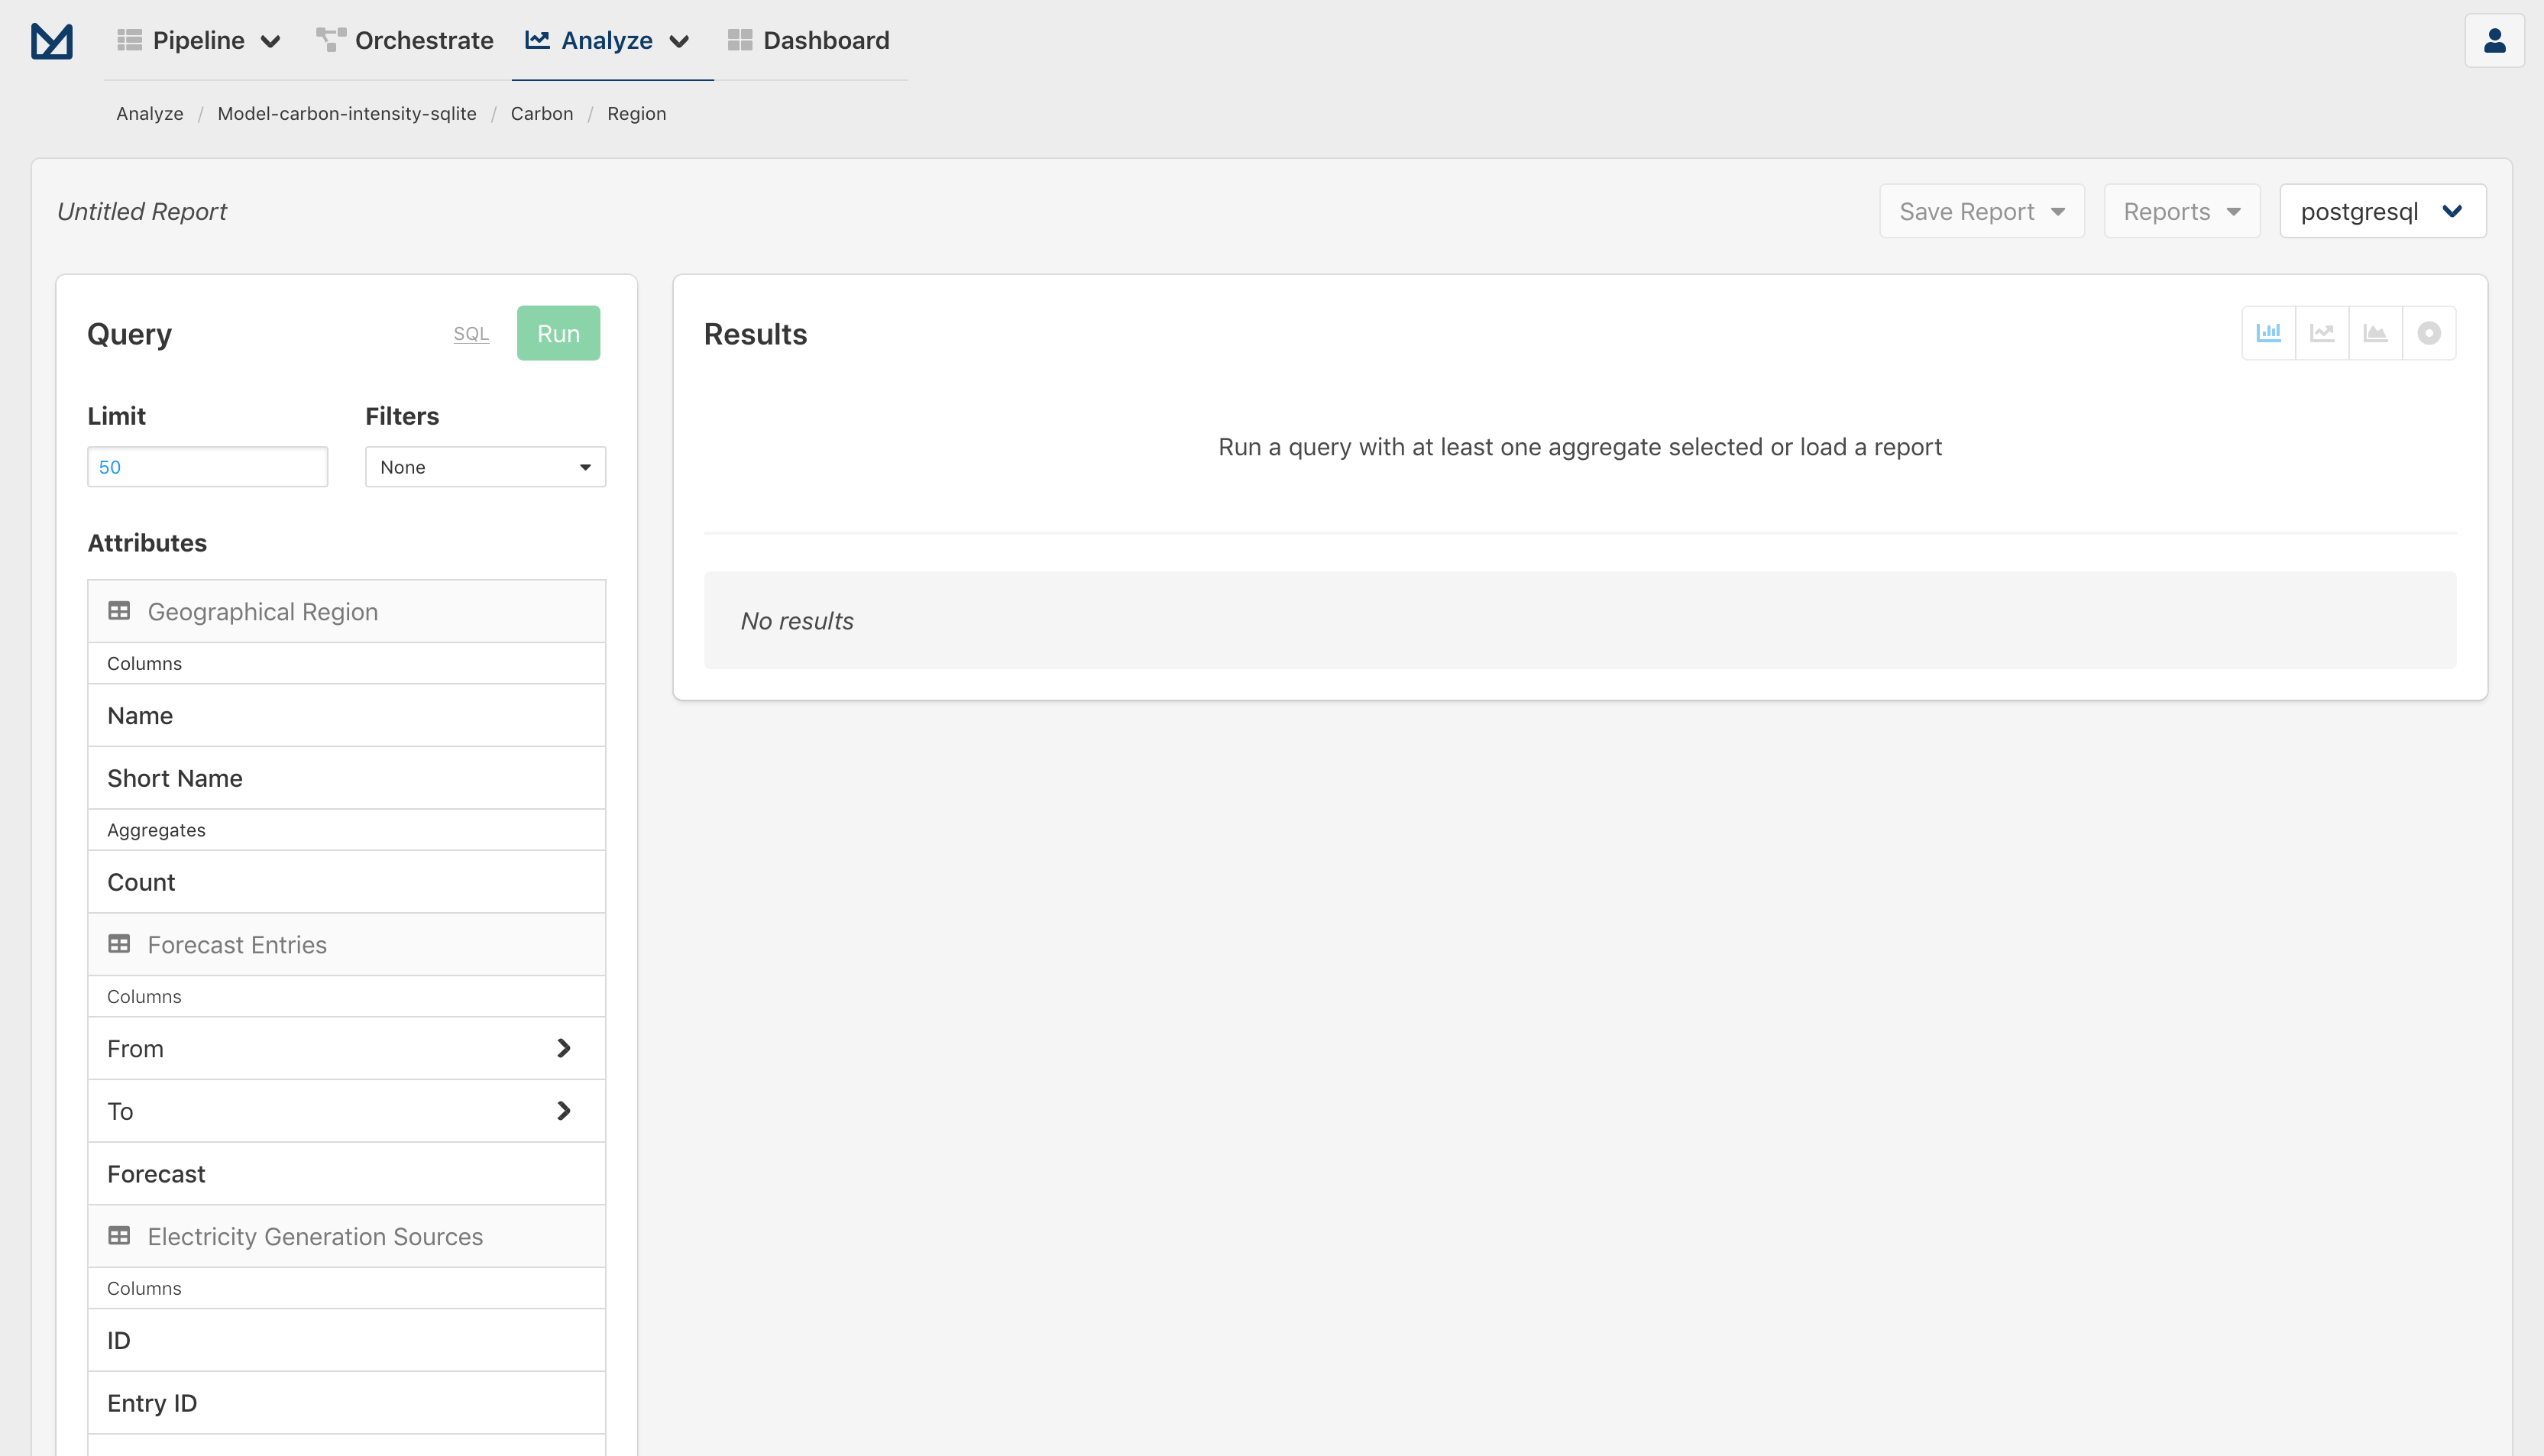 Pipeline Orchestrate Analyze Dashboard
Analyze / Model-carbon-intensity-sqlite / Carbon / Region
Untitled Report
Save Report Reports postgresql
Query SQL Run
Limit Filters
50 None
Attributes
Geographical Region
Columns
Name
Short Name
Aggregates
Count
Forecast Entries
Columns
From
To
Forecast
Electricity Generation Sources
Columns
ID
Entry ID
Results
Run a query with at least one aggregate selected or load a report
No results